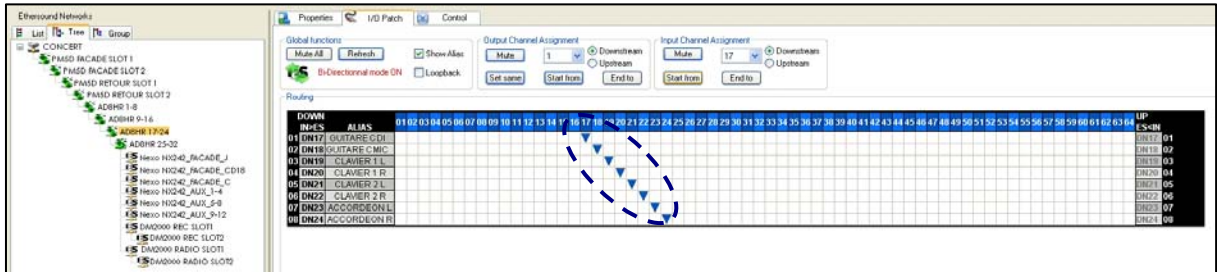 Ethersound Networks
List Tree Group
CONCERT
PM5D FACADE SLOT 1
PM5D FACADE SLOT 2
PM5D RETOUR SLOT 1
PM5D RETOUR SLOT 2
AD8HR 1-8
AD8HR 9-16
AD8HR 17-24
AD8HR 25-32
Nexo NX242_FACADE_J
Nexo NX242_FACADE_CD18
Nexo NX242_FACADE_C
Nexo NX242_AUX_1-4
Nexo NX242_AUX_5-8
Nexo NX242_AUX_9-12
DM2000 REC SLOT1
DM2000 REC SLOT2
DM2000 RADIO SLOT1
DM2000 RADIO SLOT2
Properties I/O Patch Control
Global functions
Mute All Refresh Show Alias
Bi-Directionnal mode ON Loopback
Output Channel Assignment
Mute 1 Downstream
Upstream
Set same Start from End to
Input Channel Assignment
Mute 17 Downstream
Upstream
Start from End to
Routing
DOWN UP
IN>ES ALIAS 01 02 03 04 05 06 07 08 09 10 11 12 13 14 15 16 17 18 19 20 21 22 23 24 25 26 27 28 29 30 31 32 33 34 35 36 37 38 39 40 41 42 43 44 45 46 47 48 49 50 51 52 53 54 55 56 57 58 59 60 61 62 63 64 ES<IN
01 DN17 GUITARE CDI DN17 01
02 DN18 GUITARE CMIC DN18 02
03 DN19 CLAVIER 1 L DN19 03
04 DN20 CLAVIER 1 R DN20 04
05 DN21 CLAVIER 2 L DN21 05
06 DN22 CLAVIER 2 R DN22 06
07 DN23 ACCORDEON L DN23 07
08 DN24 ACCORDEON R DN24 08